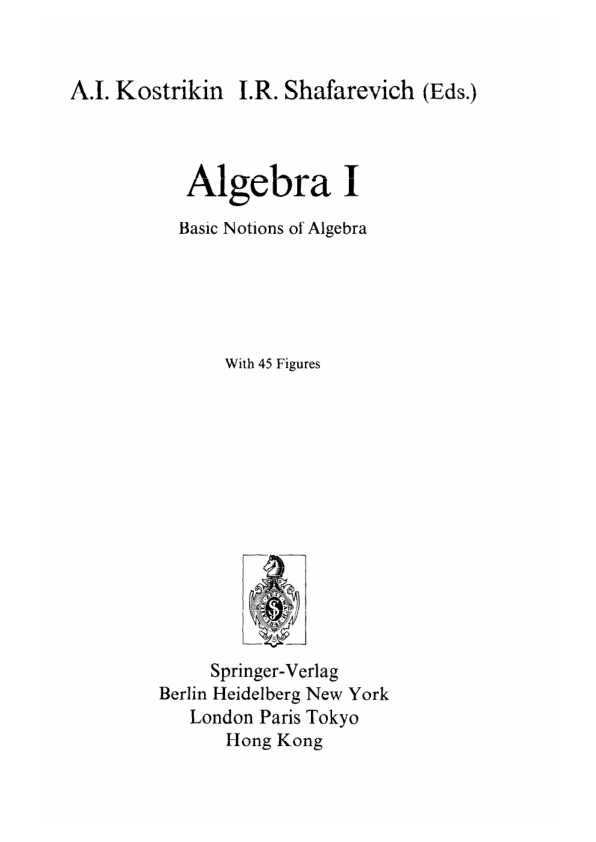 A.I. Kostrikin I.R. Shafarevich (Eds.)
Algebra I
Basic Notions of Algebra
With 45 Figures
Springer-Verlag
Berlin Heidelberg New York
London Paris Tokyo
Hong Kong